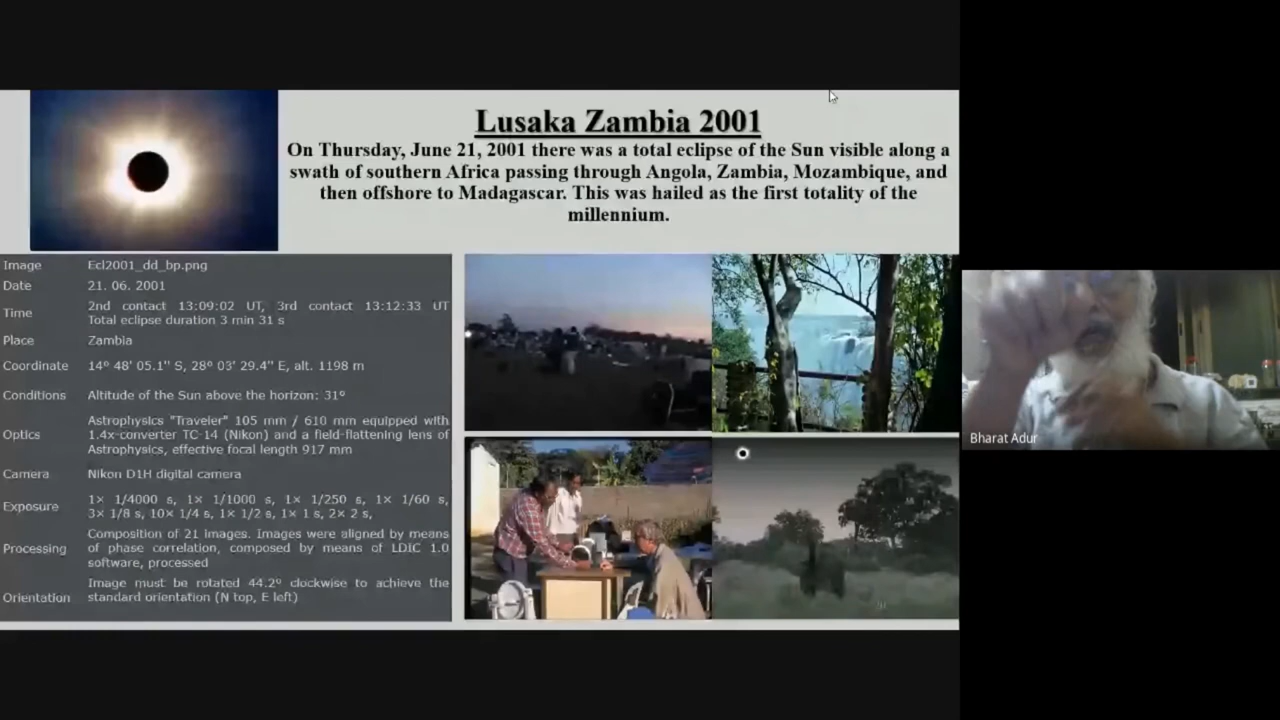 Lusaka Zambia 2001
On Thursday, June 21, 2001 there was a total eclipse of the Sun visible along a
swath of southern Africa passing through Angola, Zambia, Mozambique, and
then offshore to Madagascar. This was hailed as the first totality of the
millennium.
Image Ecl2001_dd_bp.png
Date 21. 06. 2001
Time 2nd contact 13:09:02 UT, 3rd contact 13:12:33 UT
Total eclipse duration 3 min 31 s
Place Zambia
Coordinate 14º 48' 05.1'' S, 28º 03' 29.4'' E, alt. 1198 m
Conditions Altitude of the Sun above the horizon: 31º
Optics Astrophysics "Traveler" 105 mm / 610 mm equipped with
1.4x-converter TC-14 (Nikon) and a field-flattening lens of
Astrophysics, effective focal length 917 mm
Camera Nikon D1H digital camera
Exposure 1× 1/4000 s, 1× 1/1000 s, 1× 1/250 s, 1× 1/60 s,
3× 1/8 s, 10× 1/4 s, 1× 1/2 s, 1× 1 s, 2× 2 s,
Processing Composition of 21 images. Images were aligned by means
of phase correlation, composed by means of LDIC 1.0
software, processed
Orientation Image must be rotated 44.2º clockwise to achieve the
standard orientation (N top, E left)
Bharat Adur